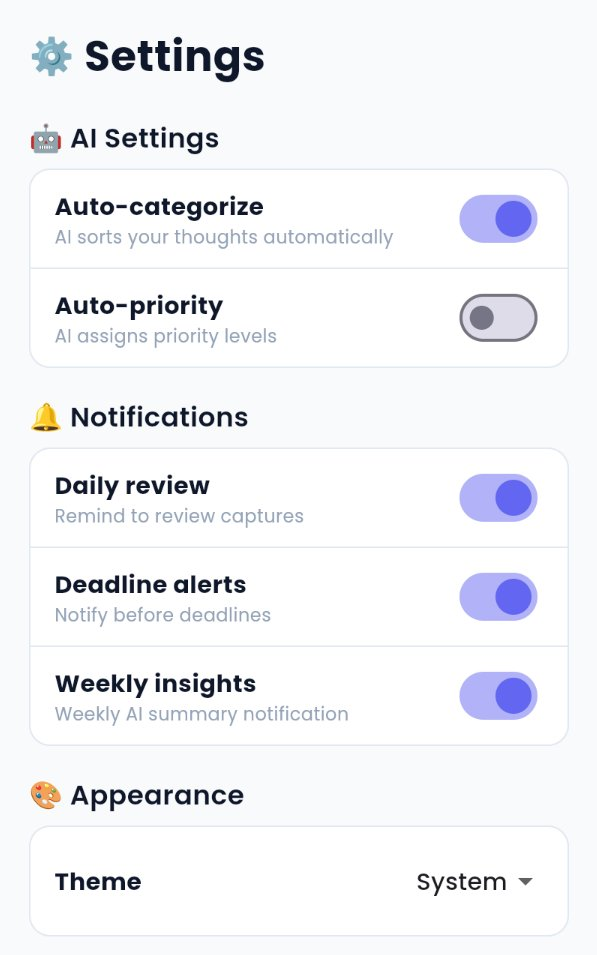 ⚙️ Settings
🤖 AI Settings
Auto-categorize
AI sorts your thoughts automatically
Auto-priority
AI assigns priority levels
🔔 Notifications
Daily review
Remind to review captures
Deadline alerts
Notify before deadlines
Weekly insights
Weekly AI summary notification
🎨 Appearance
Theme
System